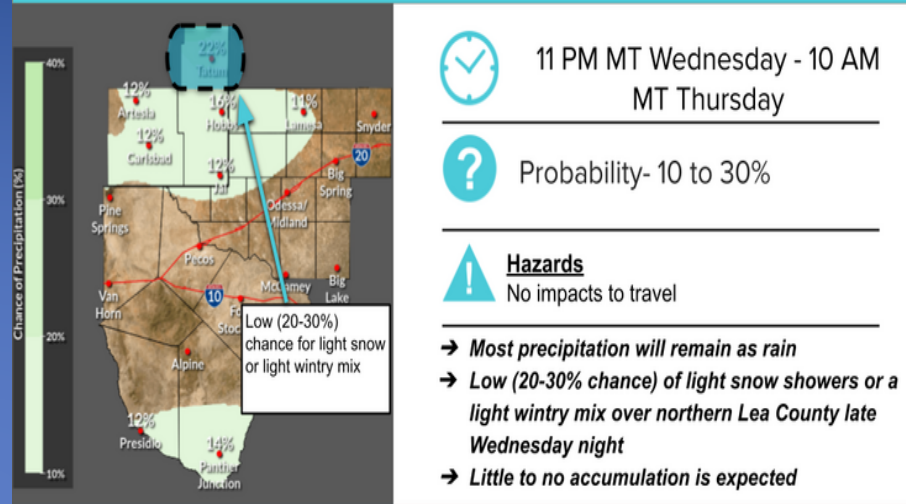 Chance of Precipitation (%)
40%
30%
20%
10%
22%
Tatum
12%
Artesia
16%
Hobbs
11%
Lamesa
Snyder
12%
Carlsbad
20
12%
Jal
Big
Spring
Odessa/
Midland
Pine
Springs
Pecos
McCamey
Big
Lake
Van
Horn
10
Low (20-30%)
chance for light snow
or light wintry mix
Alpine
12%
Presidio
14%
Panther
Junction
11 PM MT Wednesday - 10 AM
MT Thursday
?
Probability- 10 to 30%
!
Hazards
No impacts to travel
➔ Most precipitation will remain as rain
➔ Low (20-30% chance) of light snow showers or a
light wintry mix over northern Lea County late
Wednesday night
➔ Little to no accumulation is expected